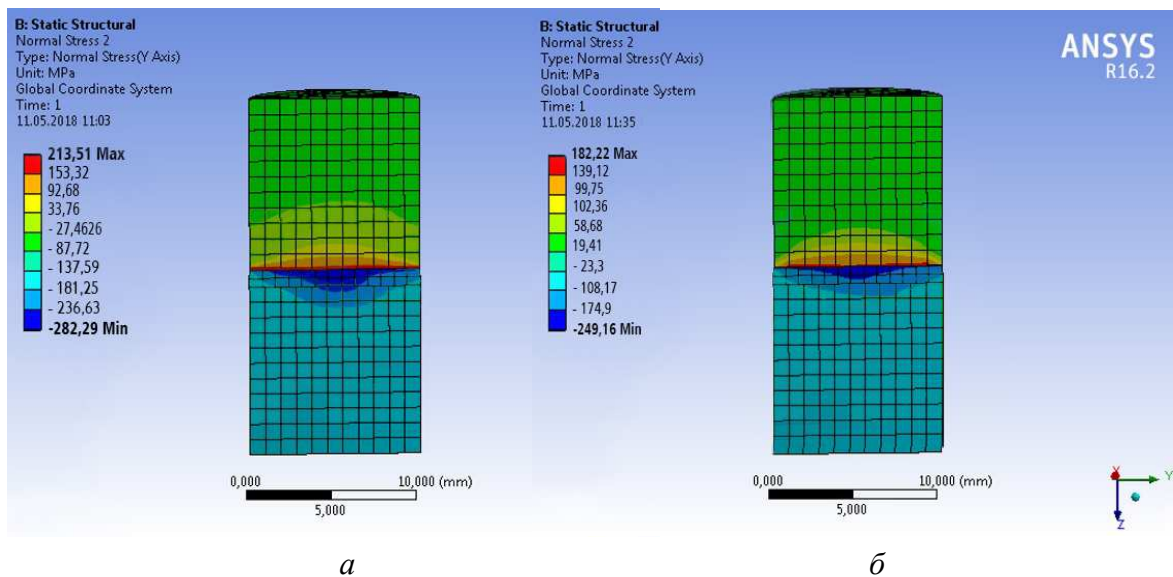 B: Static Structural
Normal Stress 2
Type: Normal Stress(Y Axis)
Unit: MPa
Global Coordinate System
Time: 1
11.05.2018 11:03
213,51 Max
153,32
92,68
33,76
- 27,4626
- 87,72
- 137,59
- 181,25
- 236,63
-282,29 Min
0,000
10,000 (mm)
5,000
B: Static Structural
Normal Stress 2
Type: Normal Stress(Y Axis)
Unit: MPa
Global Coordinate System
Time: 1
11.05.2018 11:35
182,22 Max
139,12
99,75
102,36
58,68
19,41
- 23,3
- 108,17
- 174,9
-249,16 Min
0,000
10,000 (mm)
5,000
ANSYS
R16.2
X
Y
Z
а
б